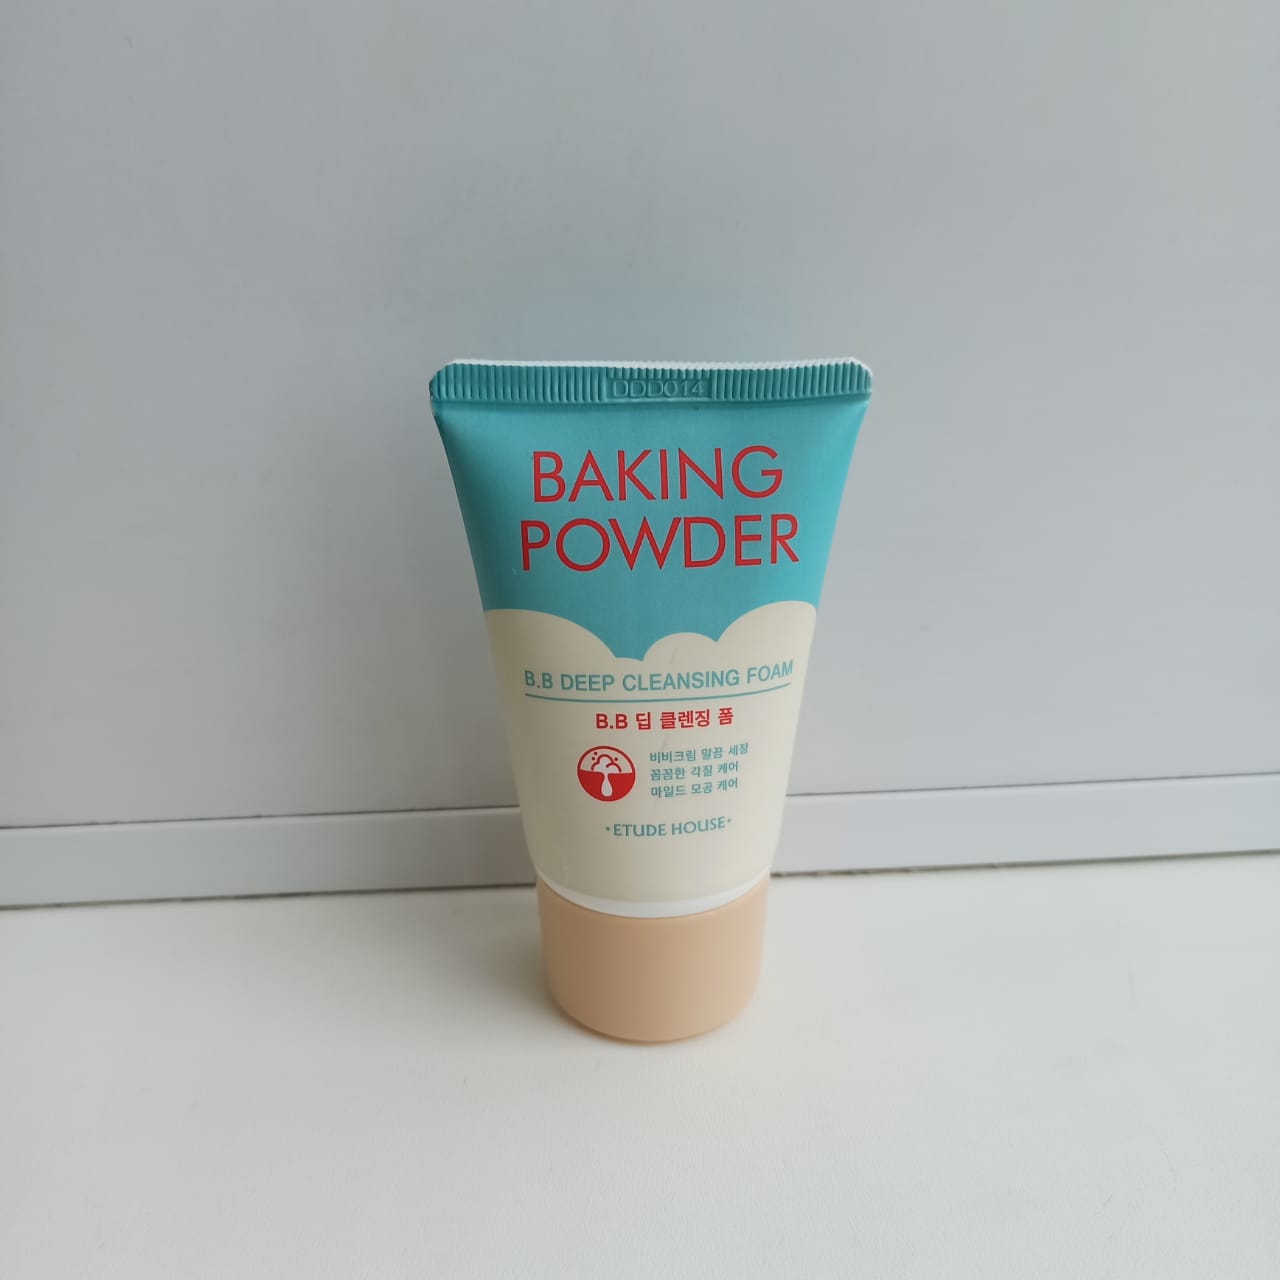 DDD014
BAKING
POWDER
B.B DEEP CLEANSING FOAM
B.B 딥 클렌징 폼
비비크림 말끔 세정
꼼꼼한 각질 케어
마일드 모공 케어
•ETUDE HOUSE•